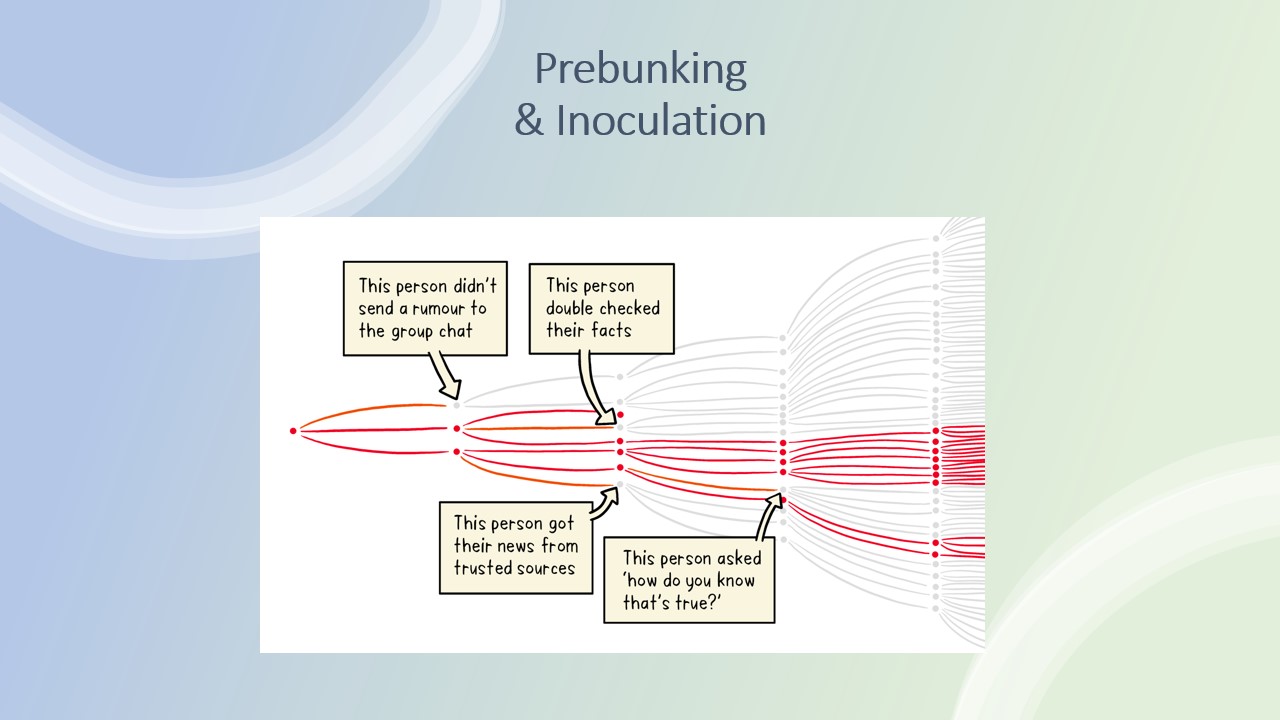 Prebunking
& Inoculation
This person didn't
send a rumour to
the group chat
This person
double checked
their facts
This person got
their news from
trusted sources
This person asked
'how do you know
that's true?'